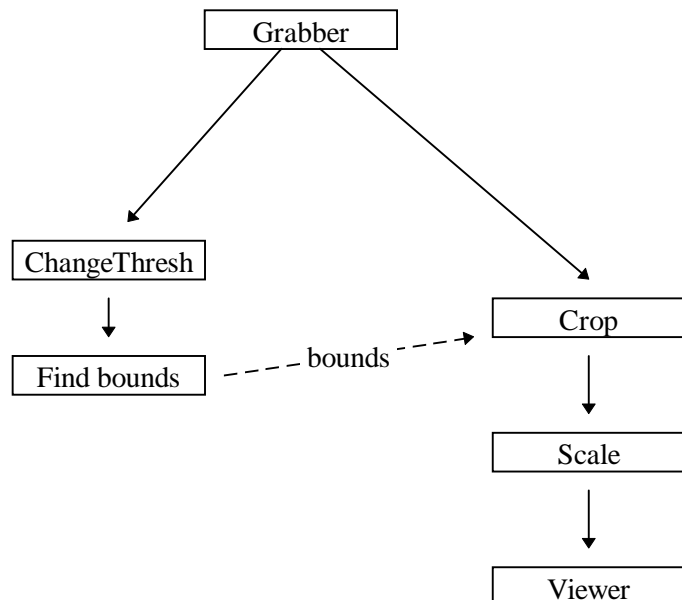 Grabber
ChangeThresh
Crop
Find bounds
bounds
Scale
Viewer